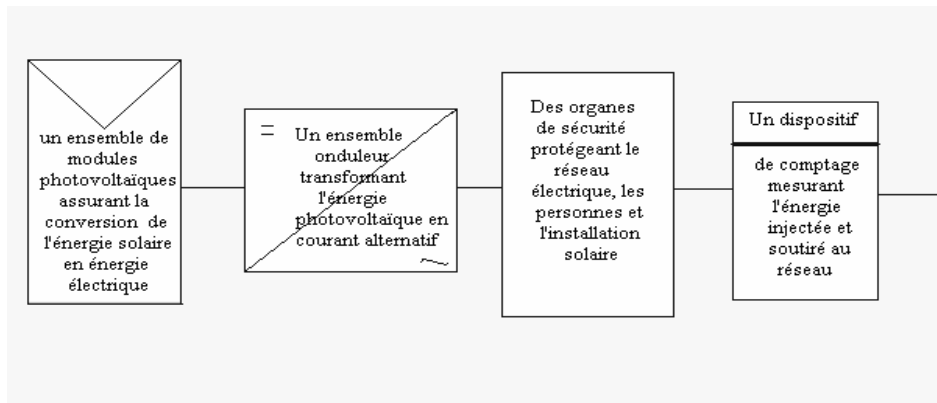 un ensemble de
modules
photovoltaïques
assurant la
conversion de
l'énergie solaire
en énergie
électrique
Un ensemble
onduleur
transformant
l'énergie
photovoltaïque en
courant alternatif
Des organes
de sécurité
protégeant le
réseau
électrique, les
personnes et
l'installation
solaire
Un dispositif
de comptage
mesurant
l'énergie
injectée et
soutiré au
réseau